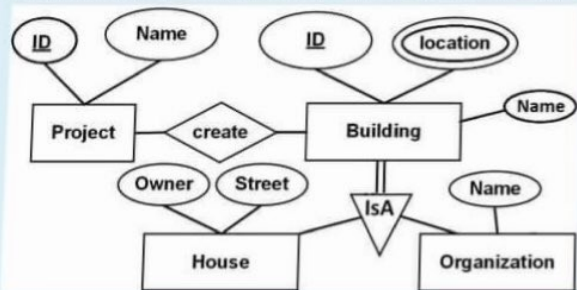 ID
Name
ID
location
Name
Project
create
Building
Owner
Street
IsA
Name
House
Organization